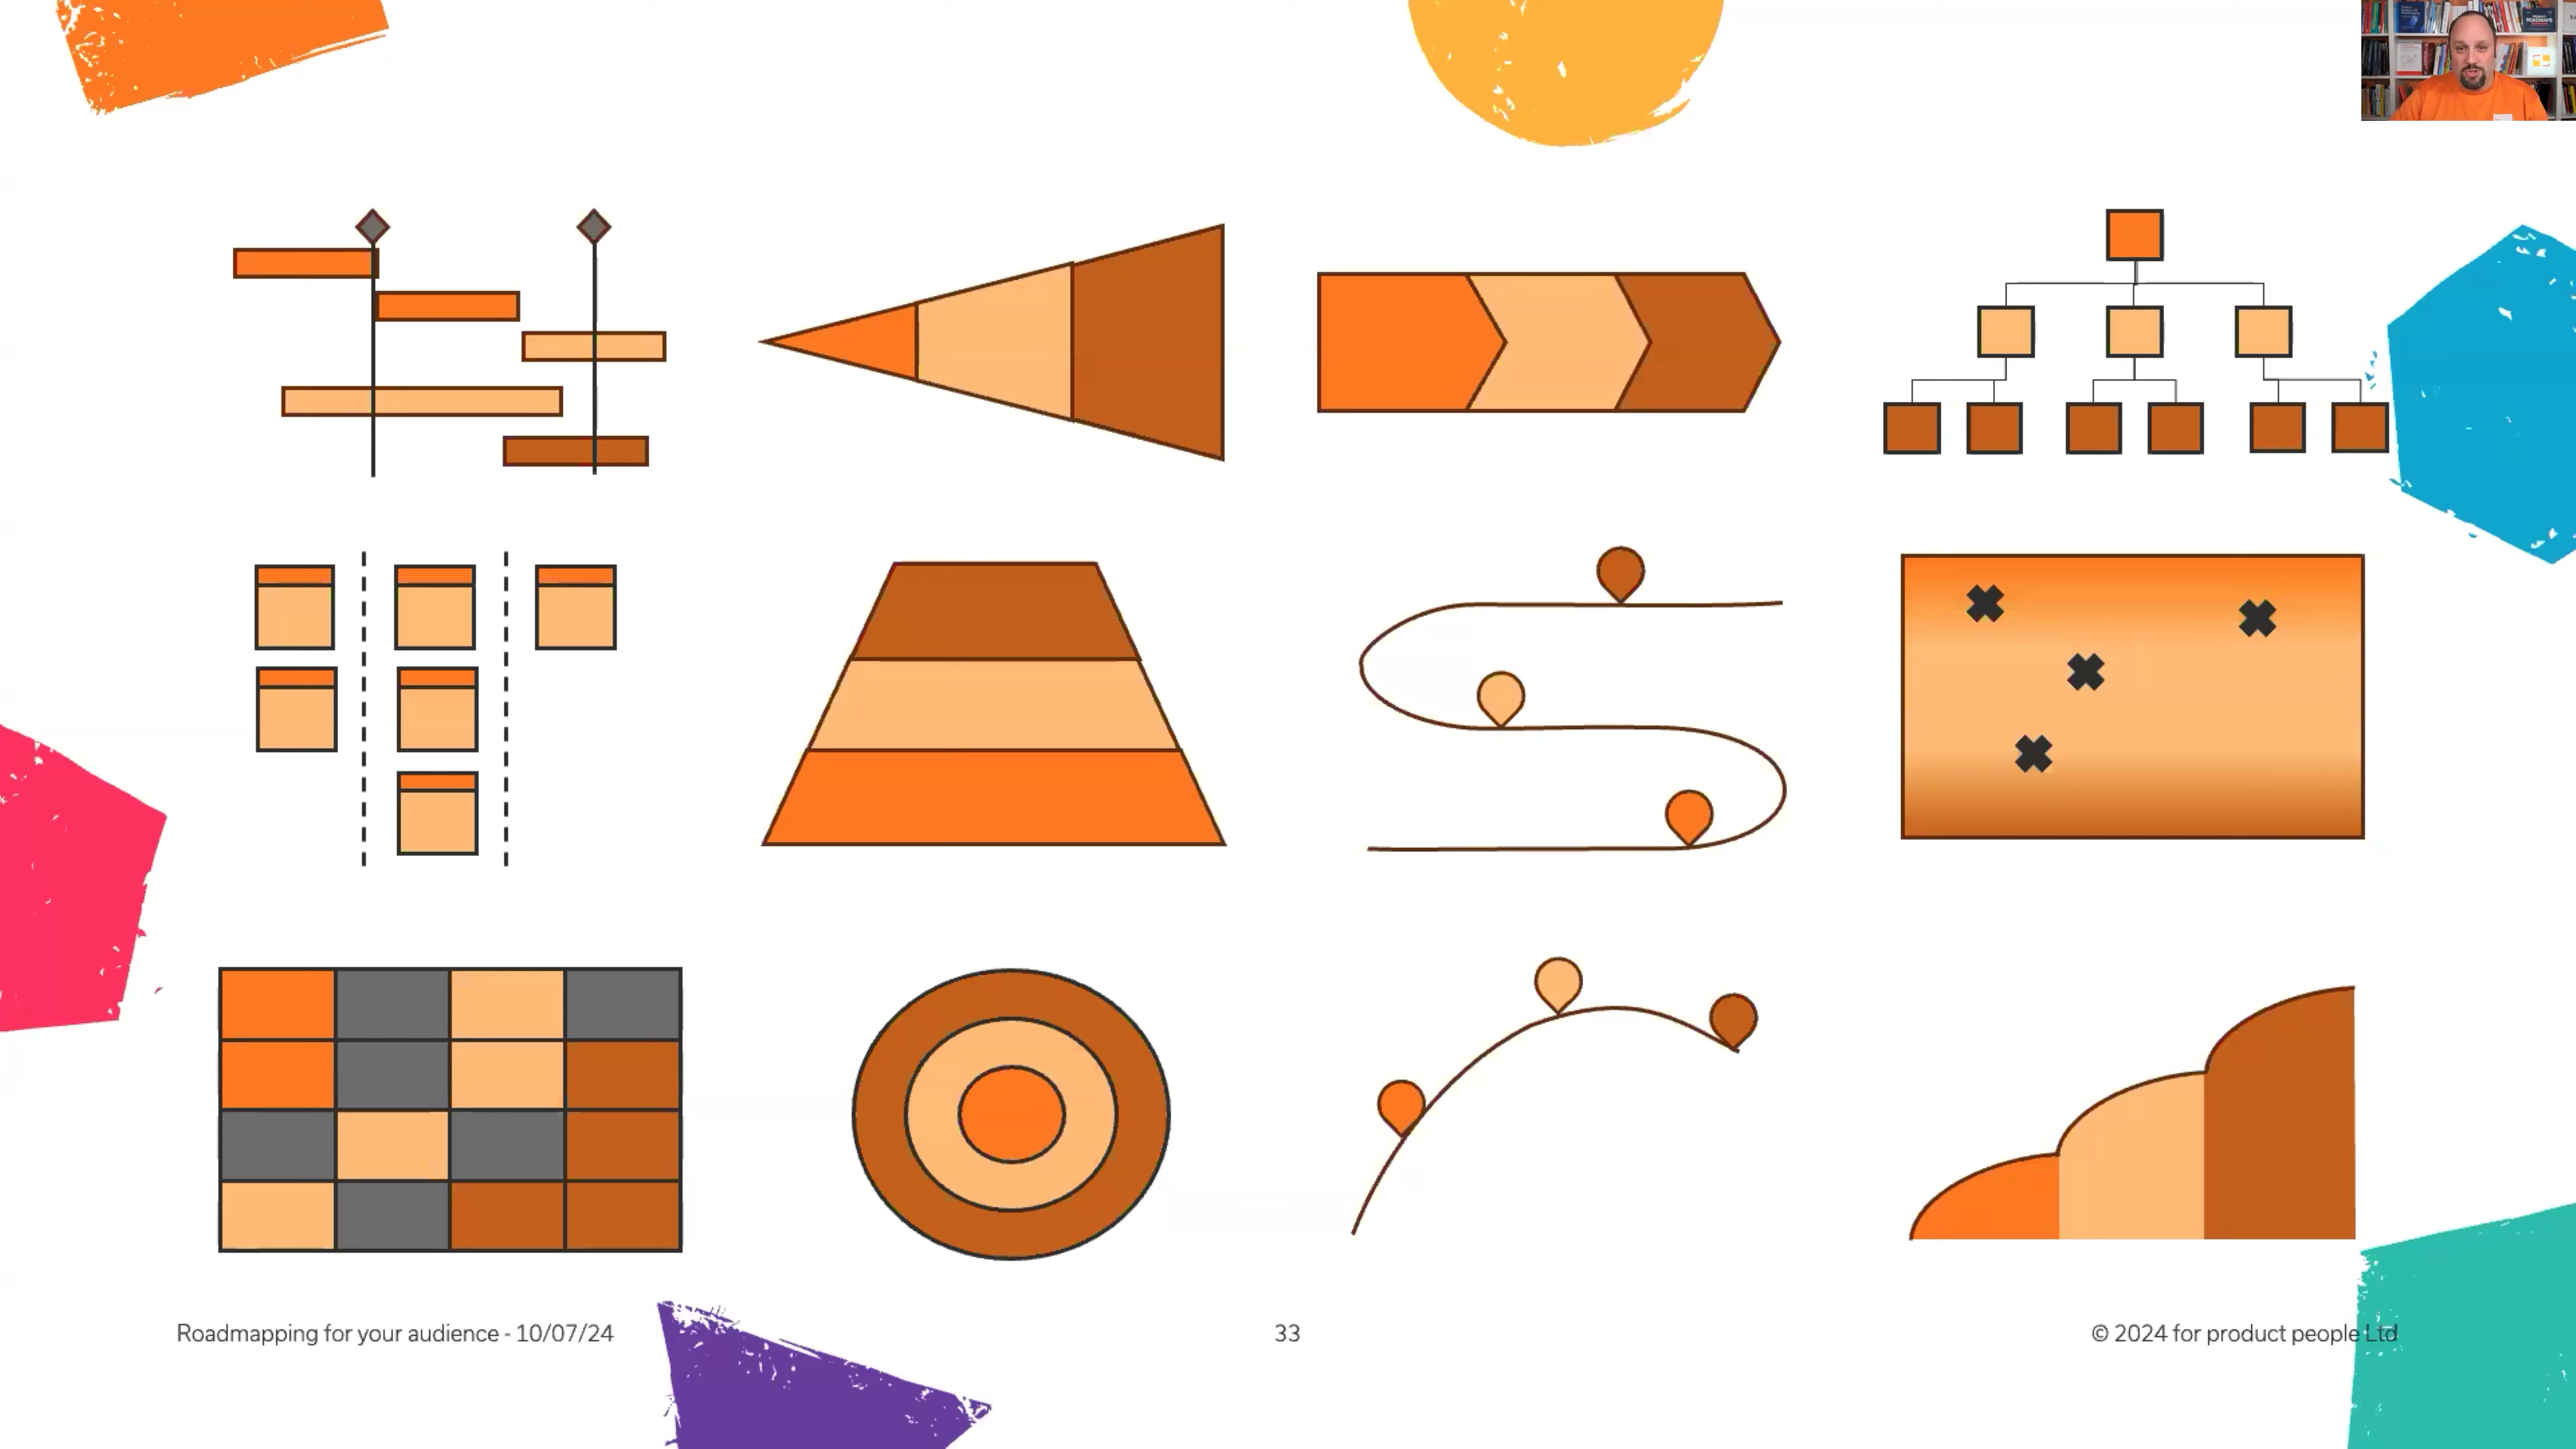 Roadmapping for your audience - 10/07/24
33
© 2024 for product people Ltd